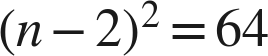 (n − 2)² = 64